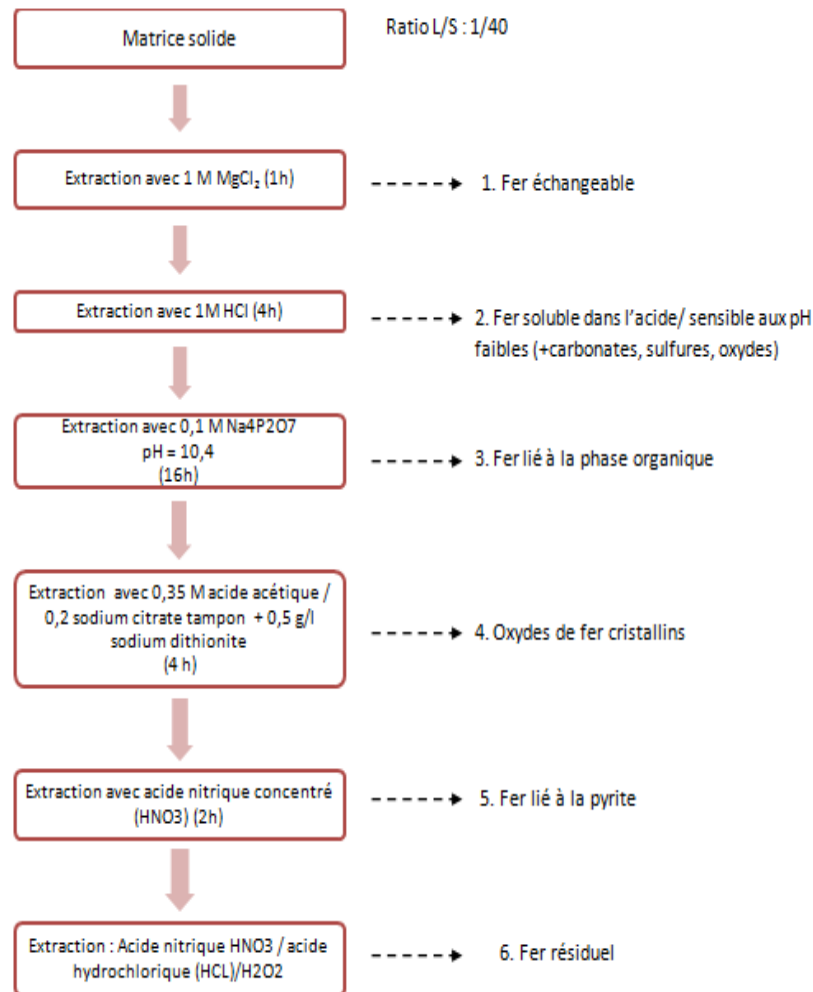 Matrice solide
Ratio L/S : 1/40
Extraction avec 1 M MgCl₂ (1h)
1. Fer échangeable
Extraction avec 1M HCl (4h)
2. Fer soluble dans l'acide/ sensible aux pH
faibles (+carbonates, sulfures, oxydes)
Extraction avec 0,1 M Na4P2O7
pH = 10,4
(16h)
3. Fer lié à la phase organique
Extraction avec 0,35 M acide acétique /
0,2 sodium citrate tampon + 0,5 g/l
sodium dithionite
(4 h)
4. Oxydes de fer cristallins
Extraction avec acide nitrique concentré
(HNO3) (2h)
5. Fer lié à la pyrite
Extraction : Acide nitrique HNO3 / acide
hydrochlorique (HCL)/H2O2
6. Fer résiduel